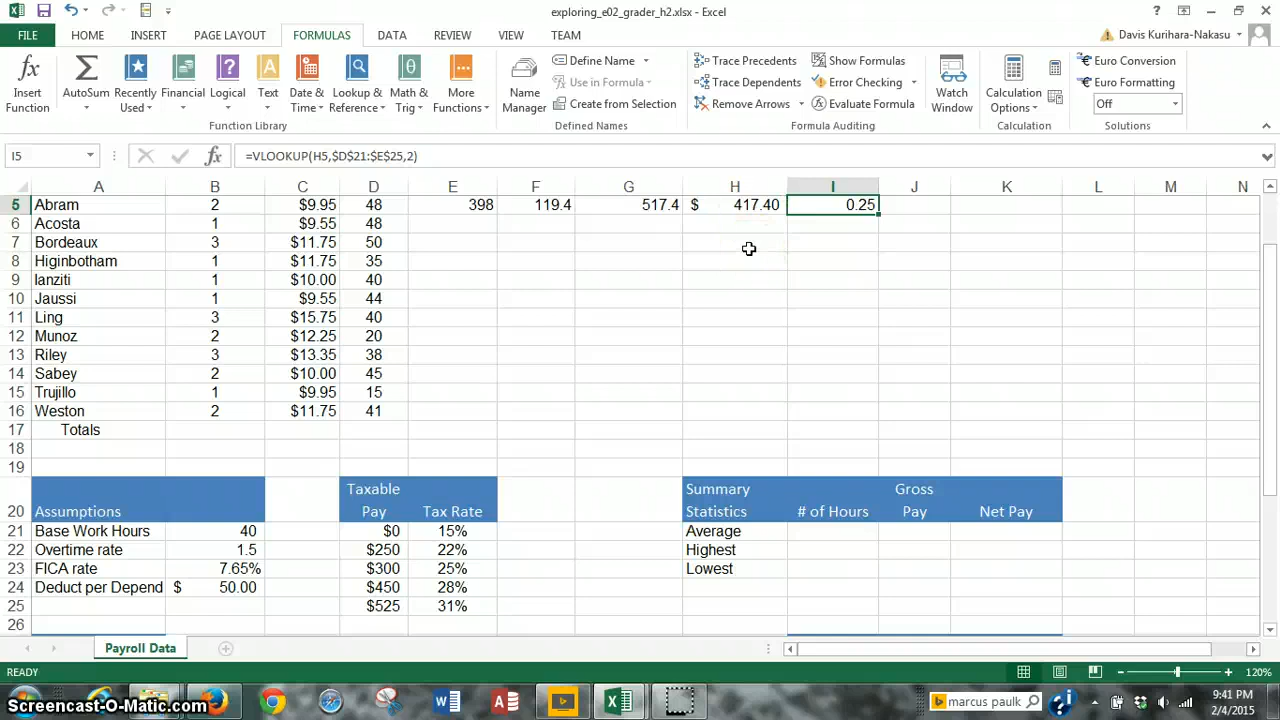 exploring_e02_grader_h2.xlsx - Excel
FILE HOME INSERT PAGE LAYOUT FORMULAS DATA REVIEW VIEW TEAM Davis Kurihara-Nakasu
Insert Function
AutoSum
Recently Used
Financial
Logical
Text
Date & Time
Lookup & Reference
Math & Trig
More Functions
Function Library
Name Manager
Define Name
Use in Formula
Create from Selection
Defined Names
Trace Precedents
Trace Dependents
Remove Arrows
Show Formulas
Error Checking
Evaluate Formula
Formula Auditing
Watch Window
Calculation Options
Calculation
Euro Conversion
Euro Formatting
Off
Solutions
I5 fx =VLOOKUP(H5,$D$21:$E$25,2)
A B C D E F G H I J K L M N
5 Abram 2 $9.95 48 398 119.4 517.4 $ 417.40 0.25
6 Acosta 1 $9.55 48
7 Bordeaux 3 $11.75 50
8 Higinbotham 1 $11.75 35
9 Ianziti 1 $10.00 40
10 Jaussi 1 $9.55 44
11 Ling 3 $15.75 40
12 Munoz 2 $12.25 20
13 Riley 3 $13.35 38
14 Sabey 2 $10.00 45
15 Trujillo 1 $9.95 15
16 Weston 2 $11.75 41
17 Totals
18
19
Taxable Summary Gross
20 Assumptions Pay Tax Rate Statistics # of Hours Pay Net Pay
21 Base Work Hours 40 $0 15% Average
22 Overtime rate 1.5 $250 22% Highest
23 FICA rate 7.65% $300 25% Lowest
24 Deduct per Depend $ 50.00 $450 28%
25 $525 31%
26
Payroll Data
READY 120%
Screencast-O-Matic.com
marcus paulk
9:41 PM
2/4/2015